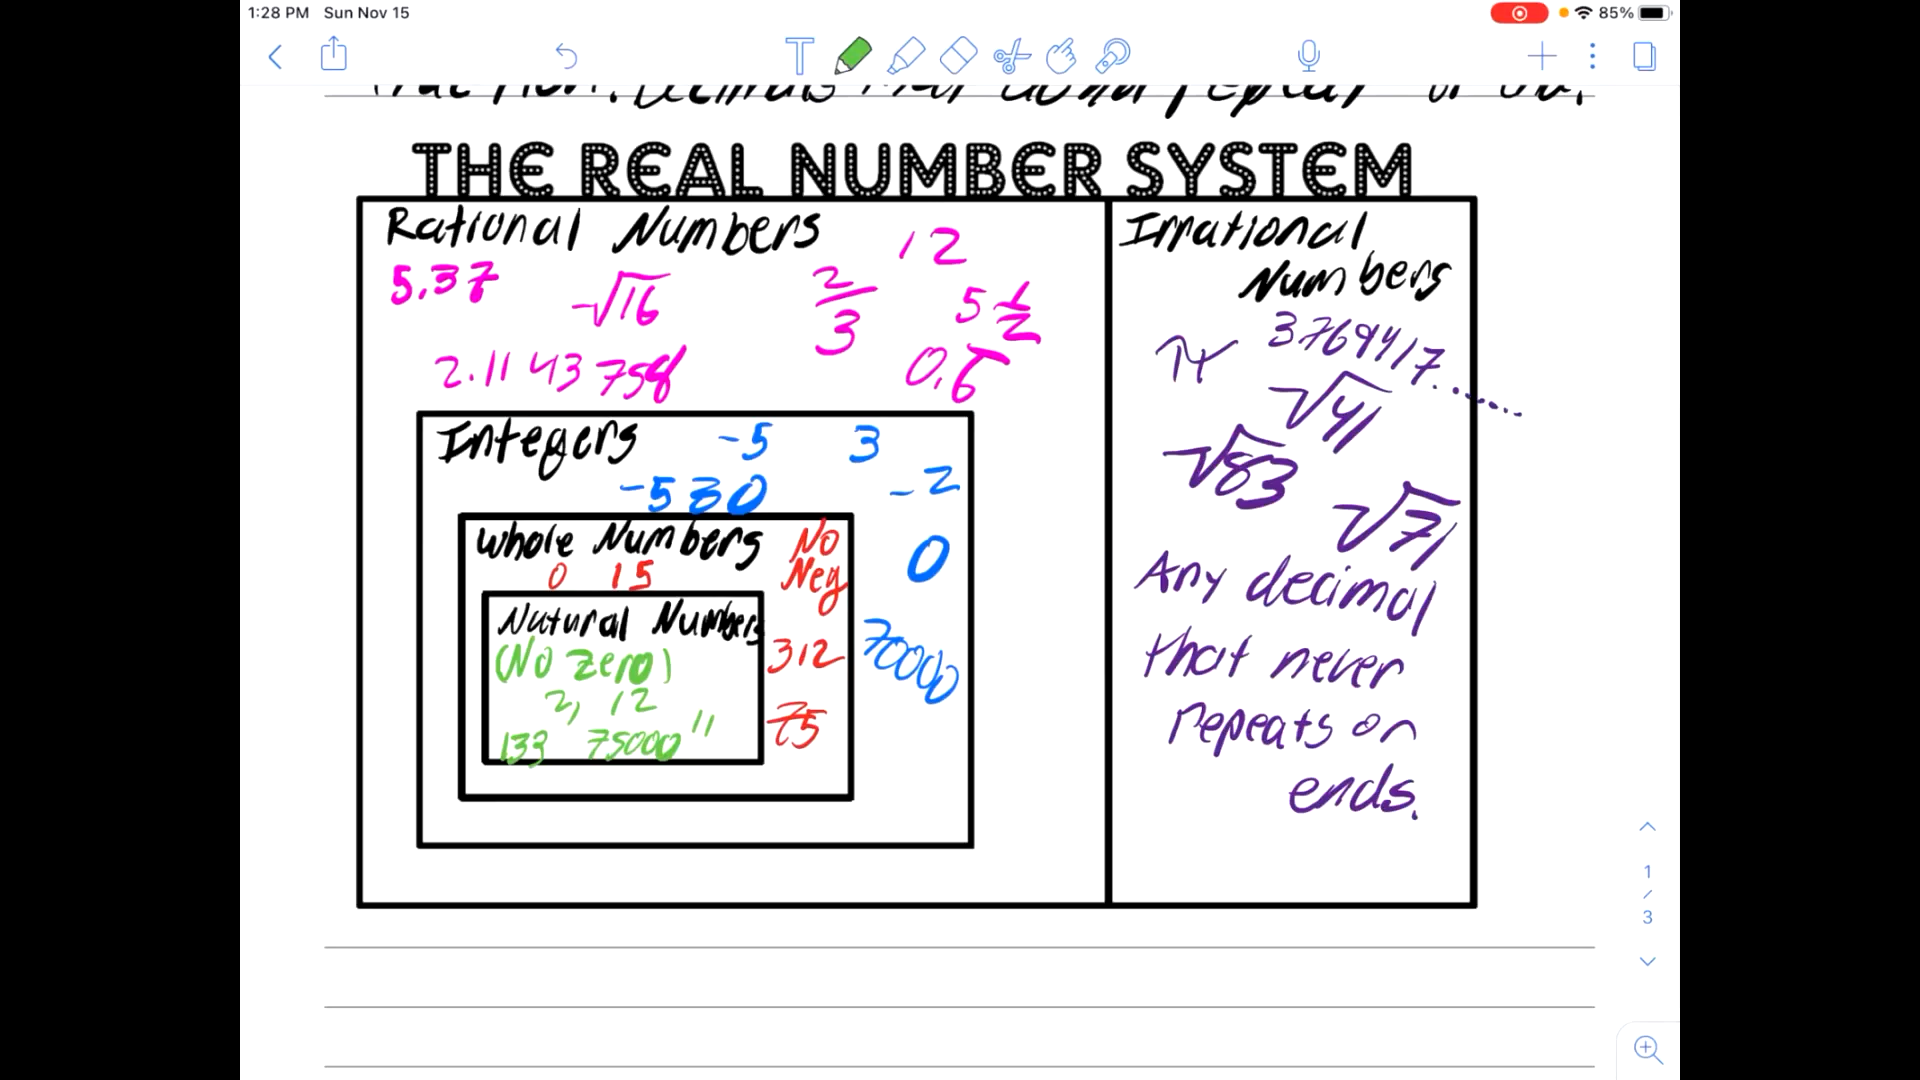 1:28 PM Sun Nov 15
85%
THE REAL NUMBER SYSTEM
Rational Numbers
12
5.37
-√16
2/3
5 1/2
2.1143758
0.6
Integers
-5
3
-530
-2
0
70000
Whole Numbers
No
Neg
0 15
312
75
Natural Numbers
(No zero)
2, 12
133 75000 11
Irrational
Numbers
π
3769417.......
√41
√83
√71
Any decimal
that never
repeats or
ends.
1
/
3